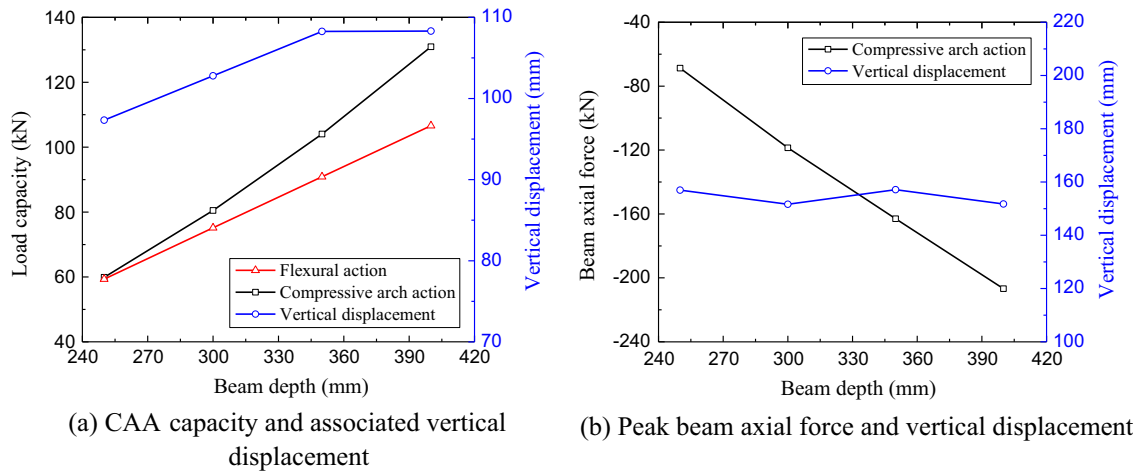 140
120
100
80
60
40
Load capacity (kN)
110
100
90
80
70
Vertical displacement (mm)
Flexural action
Compressive arch action
Vertical displacement
240 270 300 330 360 390 420
Beam depth (mm)
(a) CAA capacity and associated vertical
displacement
-40
-80
-120
-160
-200
-240
Beam axial force (kN)
220
200
180
160
140
120
100
Vertical displacement (mm)
Compressive arch action
Vertical displacement
240 270 300 330 360 390 420
Beam depth (mm)
(b) Peak beam axial force and vertical displacement